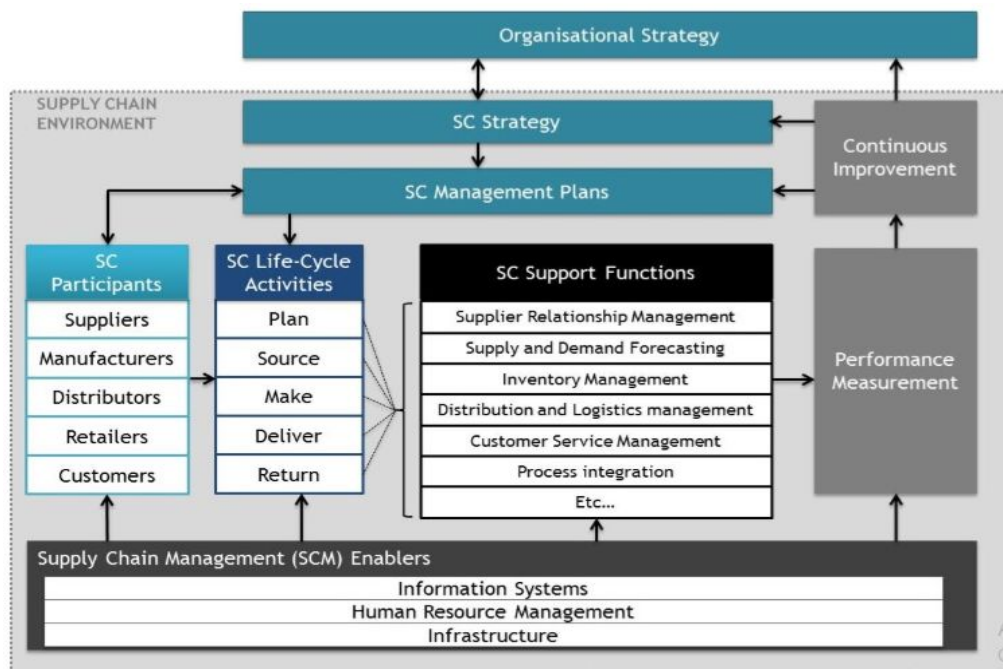 Organisational Strategy
SUPPLY CHAIN
ENVIRONMENT
SC Strategy
Continuous
Improvement
SC Management Plans
SC
Participants
Suppliers
Manufacturers
Distributors
Retailers
Customers
SC Life-Cycle
Activities
Plan
Source
Make
Deliver
Return
SC Support Functions
Supplier Relationship Management
Supply and Demand Forecasting
Inventory Management
Distribution and Logistics management
Customer Service Management
Process integration
Etc...
Performance
Measurement
Supply Chain Management (SCM) Enablers
Information Systems
Human Resource Management
Infrastructure